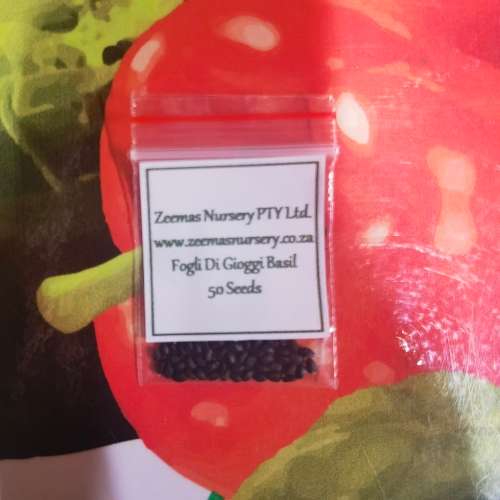 Zeemas Nursery PTY Ltd.
www.zeemasnursery.co.za
Fogli Di Gioggi Basil
50 Seeds